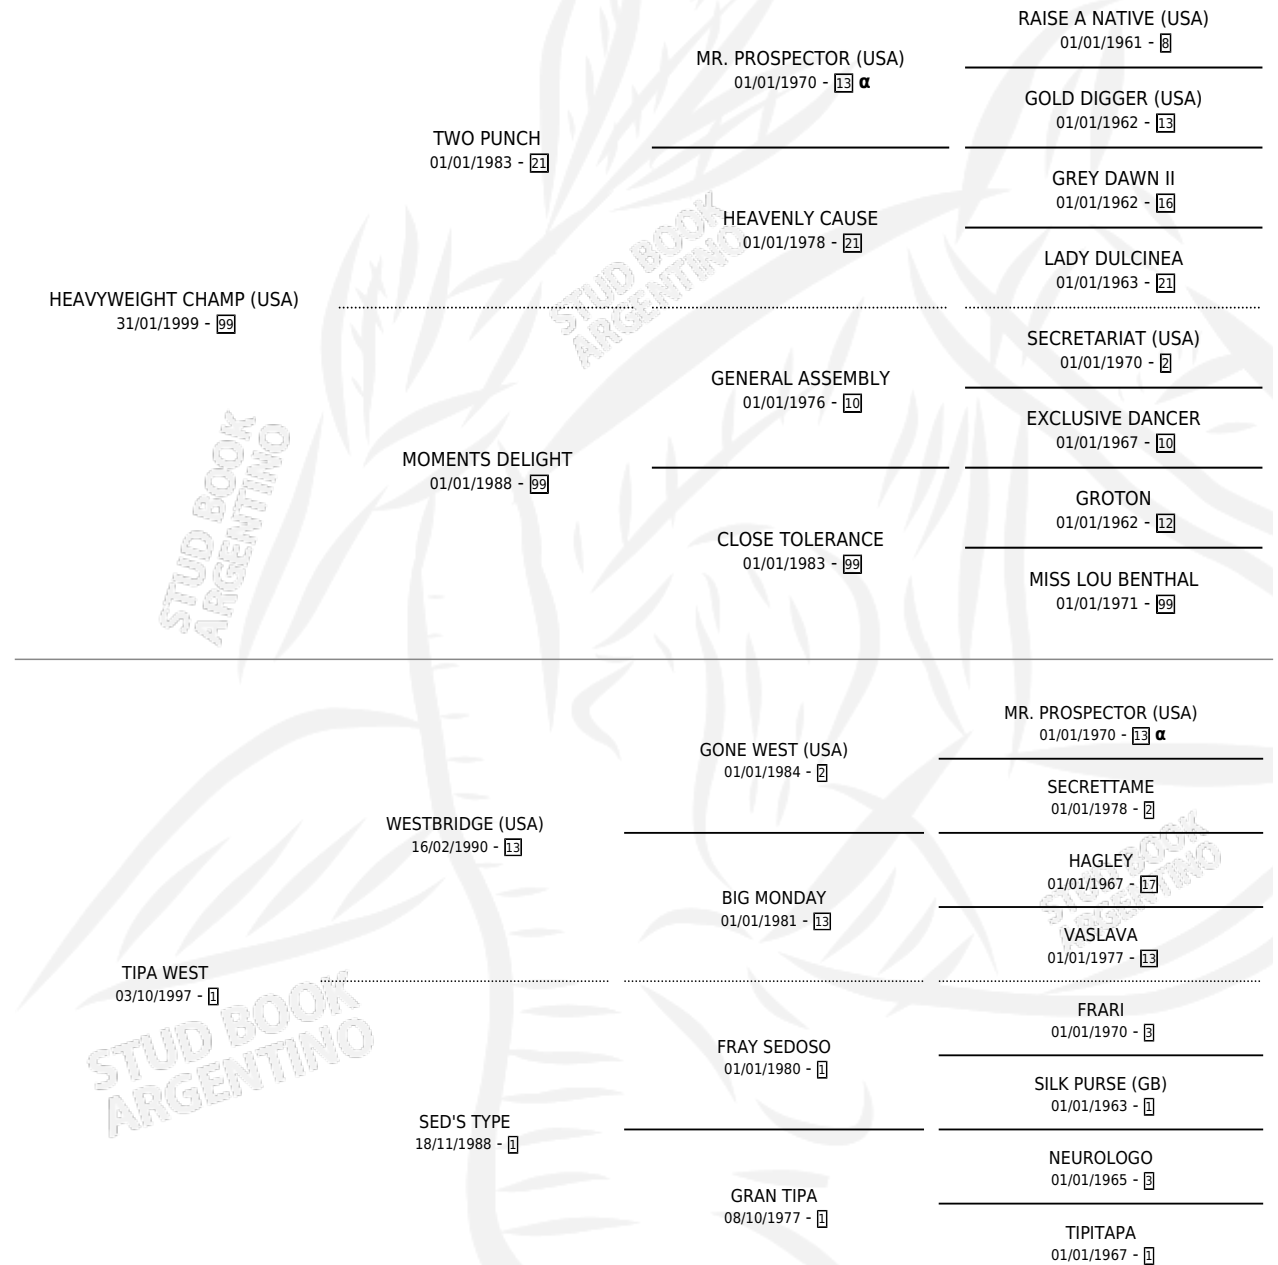 RAISE A NATIVE (USA)
01/01/1961 - 8
MR. PROSPECTOR (USA)
01/01/1970 - 13 α
GOLD DIGGER (USA)
01/01/1962 - 13
TWO PUNCH
01/01/1983 - 21
GREY DAWN II
01/01/1962 - 16
HEAVENLY CAUSE
01/01/1978 - 21
LADY DULCINEA
01/01/1963 - 21
HEAVYWEIGHT CHAMP (USA)
31/01/1999 - 99
SECRETARIAT (USA)
01/01/1970 - 2
GENERAL ASSEMBLY
01/01/1976 - 10
EXCLUSIVE DANCER
01/01/1967 - 10
MOMENTS DELIGHT
01/01/1988 - 99
GROTON
01/01/1962 - 12
CLOSE TOLERANCE
01/01/1983 - 99
MISS LOU BENTHAL
01/01/1971 - 99
MR. PROSPECTOR (USA)
01/01/1970 - 13 α
GONE WEST (USA)
01/01/1984 - 2
SECRETTAME
01/01/1978 - 2
WESTBRIDGE (USA)
16/02/1990 - 13
HAGLEY
01/01/1967 - 17
BIG MONDAY
01/01/1981 - 13
VASLAVA
01/01/1977 - 13
TIPA WEST
03/10/1997 - 1
FRARI
01/01/1970 - 3
FRAY SEDOSO
01/01/1980 - 1
SILK PURSE (GB)
01/01/1963 - 1
SED'S TYPE
18/11/1988 - 1
NEUROLOGO
01/01/1965 - 3
GRAN TIPA
08/10/1977 - 1
TIPITAPA
01/01/1967 - 1
STUD BOOK
ARGENTINO
STUD BOOK
ARGENTINO
STUD BOOK
ARGENTINO
STUD BOOK
ARGENTINO